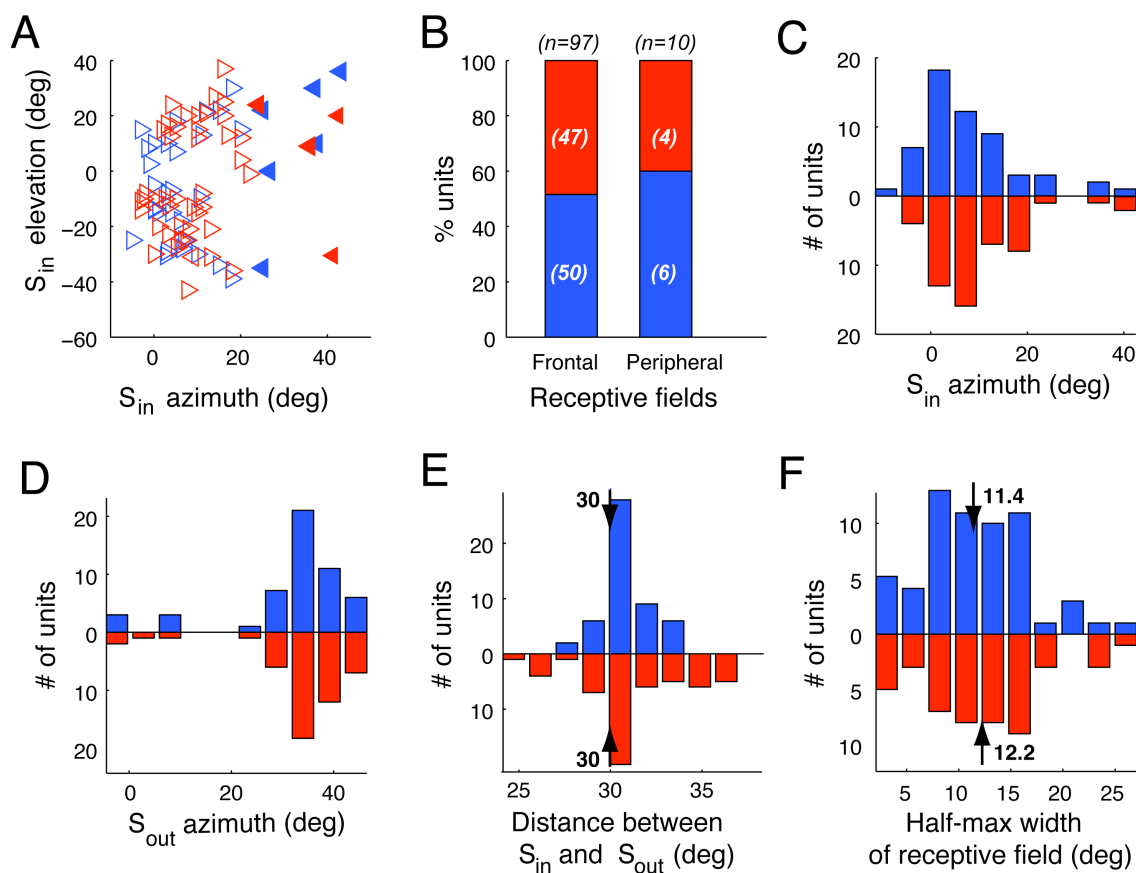 A
S_in elevation (deg)
40
20
0
−20
−40
−60
0
20
40
S_in azimuth (deg)
B
(n=97)
(n=10)
% units
100
80
60
40
20
0
(47)
(4)
(50)
(6)
Frontal
Peripheral
Receptive fields
C
# of units
20
10
0
10
20
0
20
40
S_in azimuth (deg)
D
# of units
20
10
0
10
20
0
20
40
S_out azimuth (deg)
E
# of units
20
10
0
10
30
30
25
30
35
Distance between
S_in and S_out (deg)
F
# of units
10
5
0
5
10
11.4
12.2
5
10
15
20
25
Half-max width
of receptive field (deg)